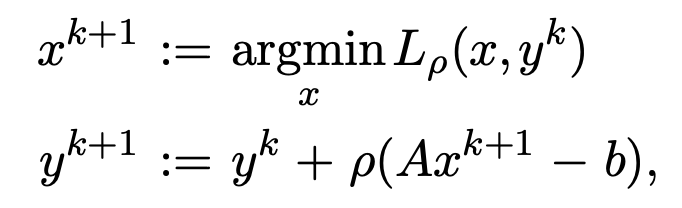 x^{k+1} := argmin_x L_ρ(x, y^k)
y^{k+1} := y^k + ρ(Ax^{k+1} − b),